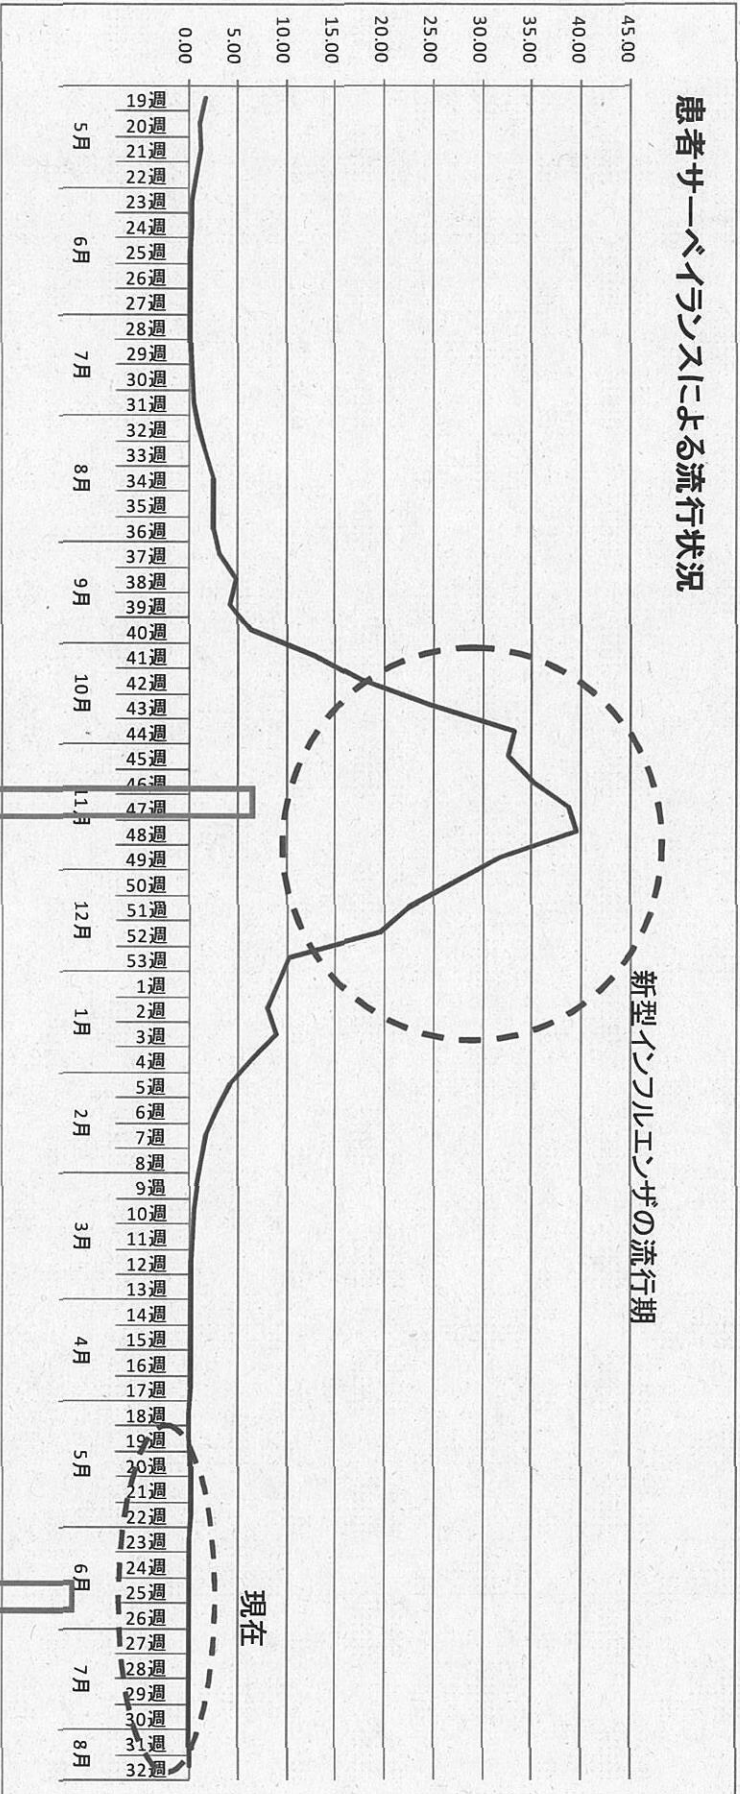 患者サーベイランスによる流行状況
新型インフルエンザの流行期
現在
45.00
40.00
35.00
30.00
25.00
20.00
15.00
10.00
5.00
0.00
19週 20週 21週 22週 23週 24週 25週 26週 27週 28週 29週 30週 31週 32週 33週 34週 35週 36週 37週 38週 39週 40週 41週 42週 43週 44週 45週 46週 47週 48週 49週 50週 51週 52週 53週 1週 2週 3週 4週 5週 6週 7週 8週 9週 10週 11週 12週 13週 14週 15週 16週 17週 18週 19週 20週 21週 22週 23週 24週 25週 26週 27週 28週 29週 30週 31週 32週
5月 6月 7月 8月 9月 10月 11月 12月 1月 2月 3月 4月 5月 6月 7月 8月